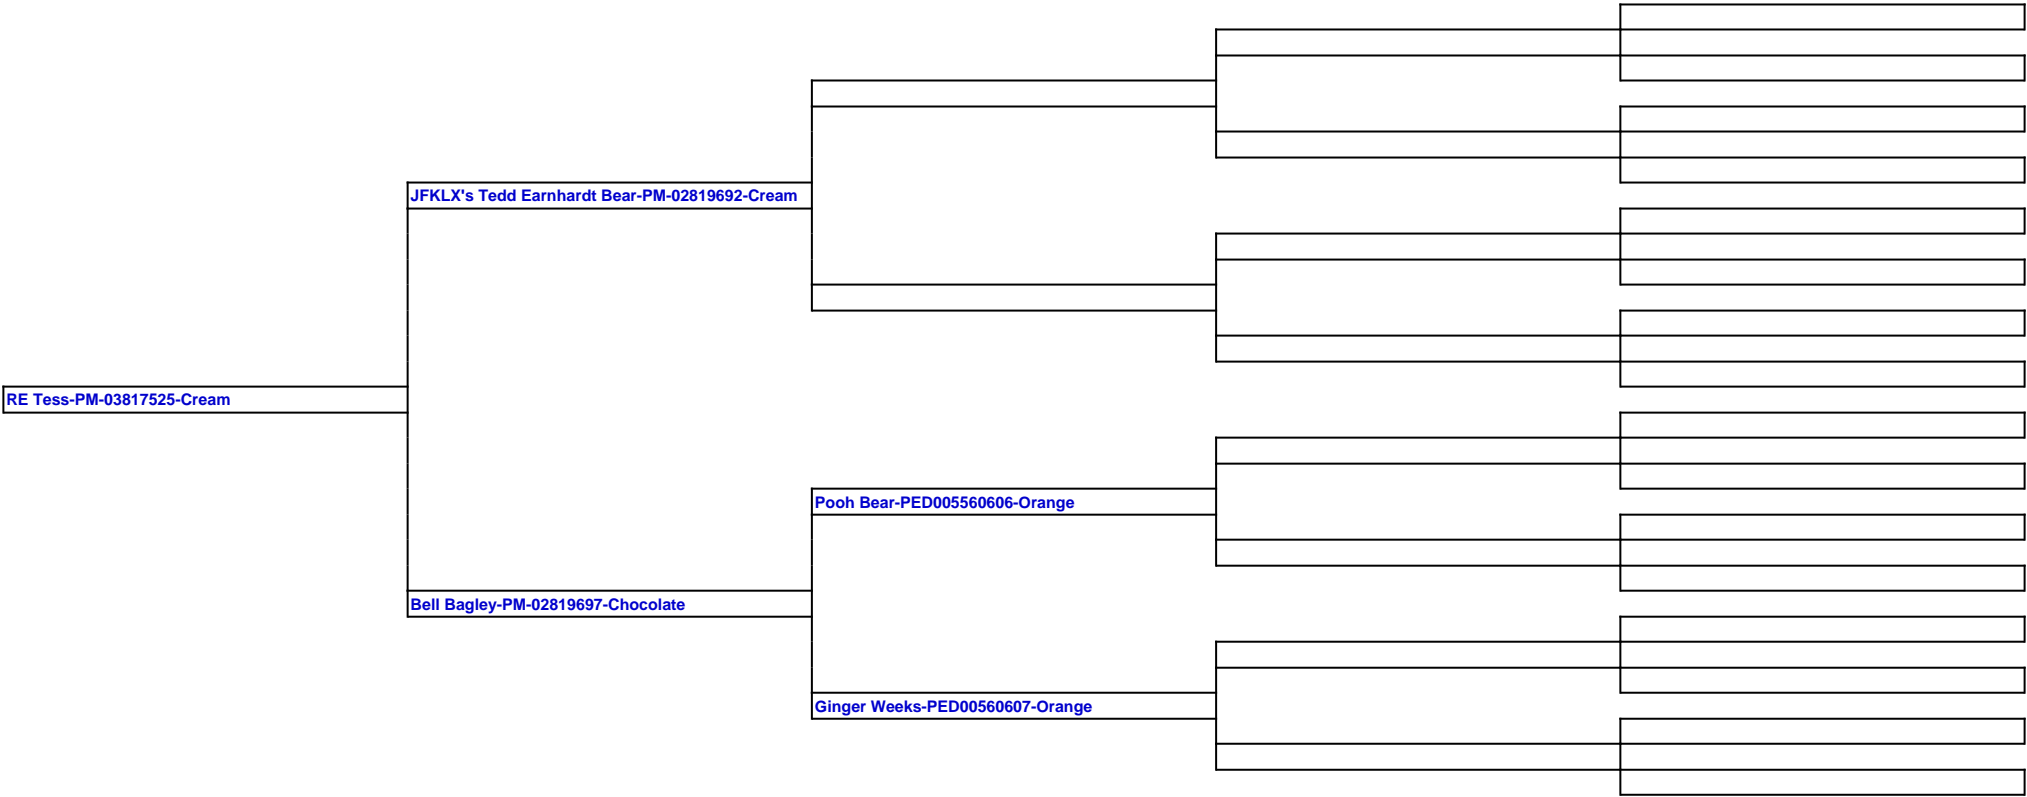 JFKLX's Tedd Earnhardt Bear-PM-02819692-Cream
RE Tess-PM-03817525-Cream
Pooh Bear-PED005560606-Orange
Bell Bagley-PM-02819697-Chocolate
Ginger Weeks-PED00560607-Orange